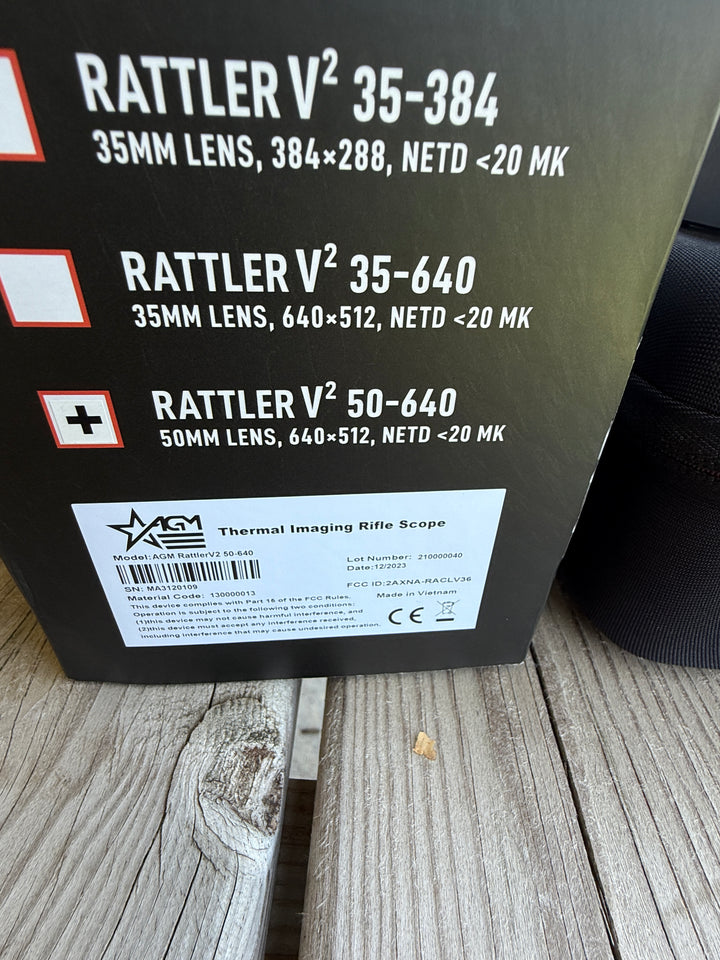 RATTLER V² 35-384
35MM LENS, 384×288, NETD <20 MK
RATTLER V² 35-640
35MM LENS, 640×512, NETD <20 MK
RATTLER V² 50-640
50MM LENS, 640×512, NETD <20 MK
AGM
Thermal Imaging Rifle Scope
Model:AGM RattlerV2 50-640
SN: MA3120109
Material Code: 130000013
Lot Number: 210000040
Date:12/2023
FCC ID:2AXNA-RACLV36
Made in Vietnam
This device complies with Part 15 of the FCC Rules.
Operation is subject to the following two conditions:
(1)this device may not cause harmful interference, and
(2)this device must accept any interference received,
including interference that may cause undesired operation.
CE